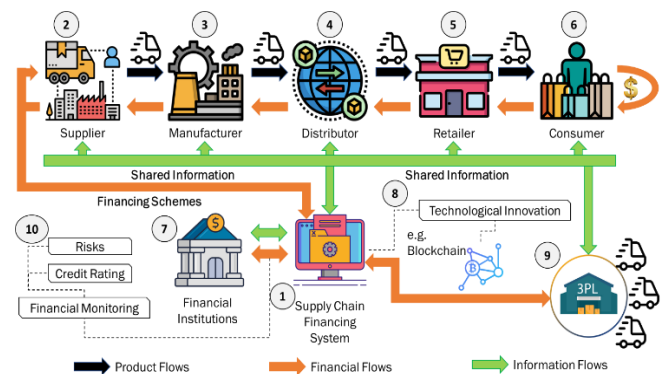 2
3
4
5
6
$
Supplier
Manufacturer
Distributor
Retailer
Consumer
Shared Information
Shared Information
Financing Schemes
8
Technological Innovation
e.g.
Blockchain
B
10
Risks
Credit Rating
Financial Monitoring
7
$
Financial
Institutions
1
Supply Chain
Financing
System
9
3PL
Product Flows
Financial Flows
Information Flows